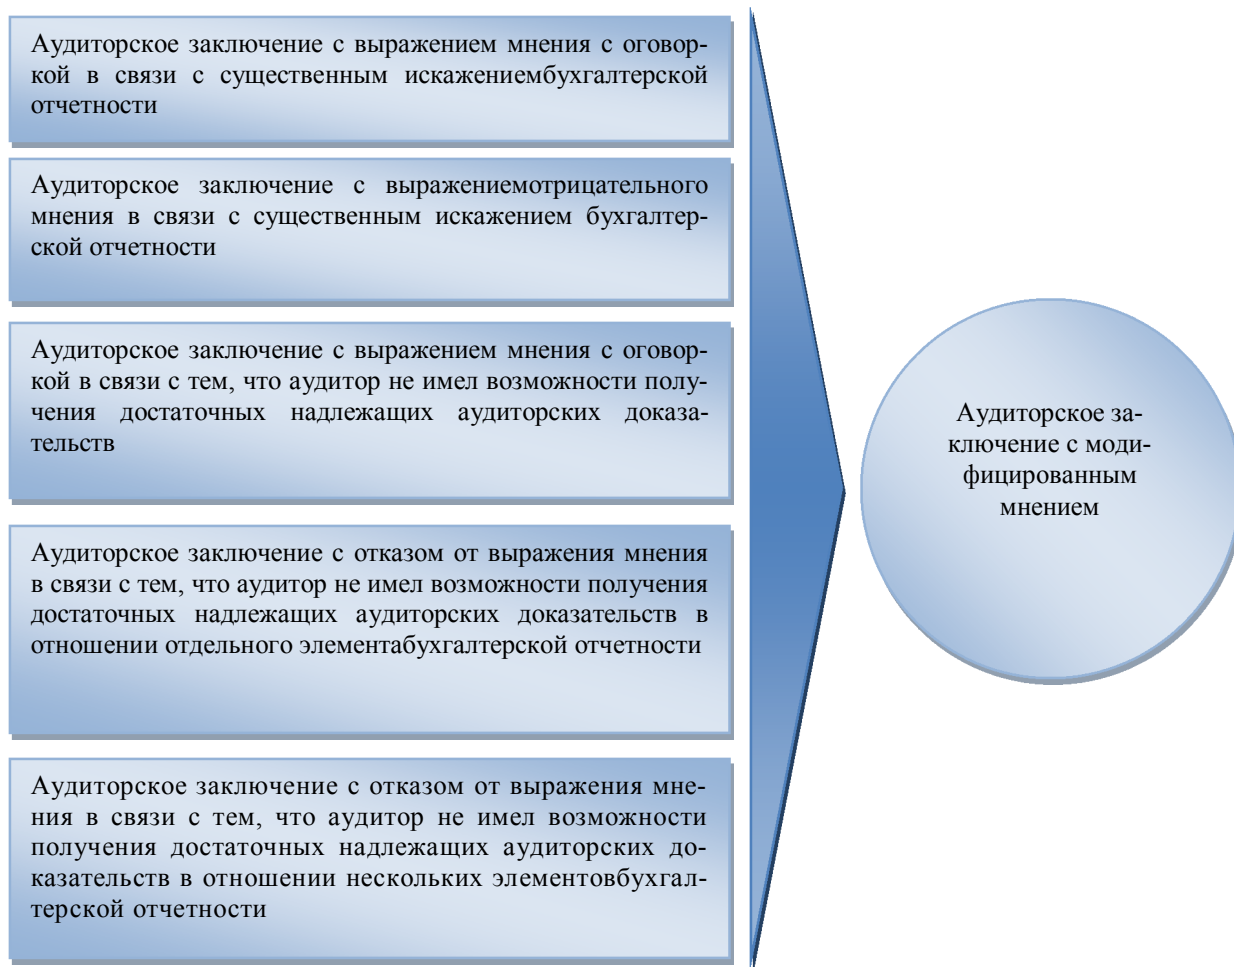 Аудиторское заключение с выражением мнения с оговор-
кой в связи с существенным искажениембухгалтерской
отчетности
Аудиторское заключение с выражениемотрицательного
мнения в связи с существенным искажением бухгалтер-
ской отчетности
Аудиторское заключение с выражением мнения с оговор-
кой в связи с тем, что аудитор не имел возможности полу-
чения достаточных надлежащих аудиторских доказа-
тельств
Аудиторское заключение с отказом от выражения мнения
в связи с тем, что аудитор не имел возможности получения
достаточных надлежащих аудиторских доказательств в
отношении отдельного элементабухгалтерской отчетности
Аудиторское заключение с отказом от выражения мне-
ния в связи с тем, что аудитор не имел возможности
получения достаточных надлежащих аудиторских до-
казательств в отношении нескольких элементовбухгал-
терской отчетности
Аудиторское за-
ключение с моди-
фицированным
мнением